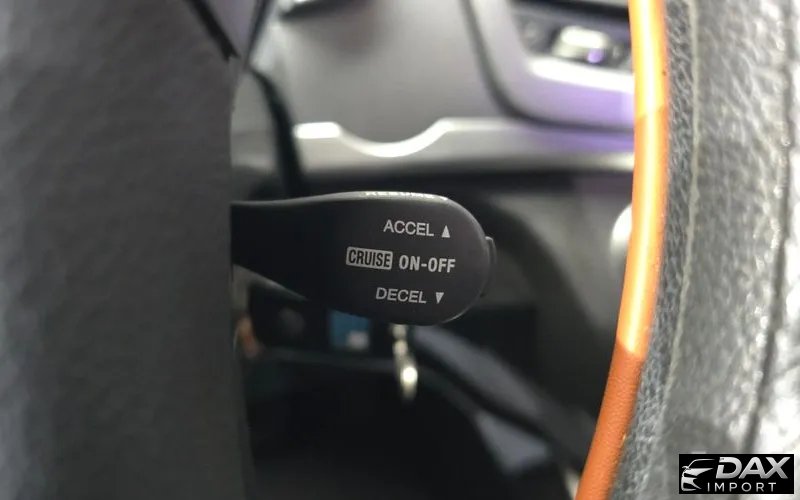 ACCEL ▲
CRUISE ON-OFF
DECEL ▼
DAX
IMPORT